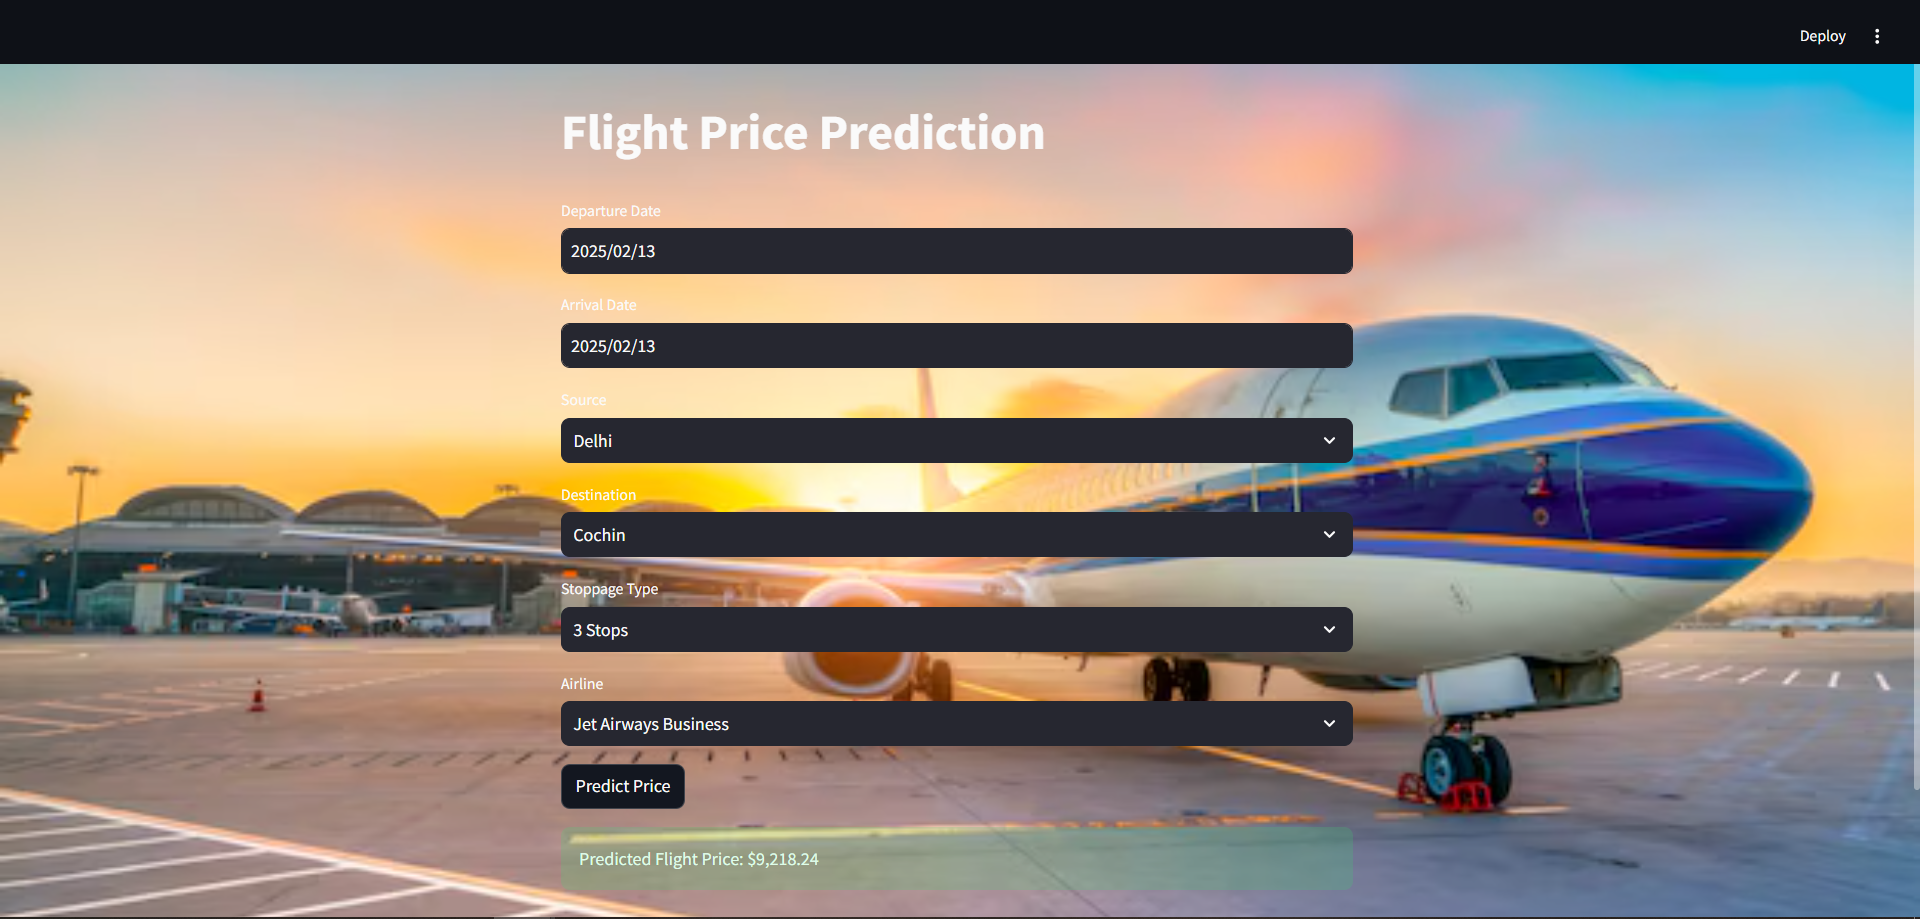 Deploy
Flight Price Prediction
Departure Date
2025/02/13
Arrival Date
2025/02/13
Source
Delhi
Destination
Cochin
Stoppage Type
3 Stops
Airline
Jet Airways Business
Predict Price
Predicted Flight Price: $9,218.24